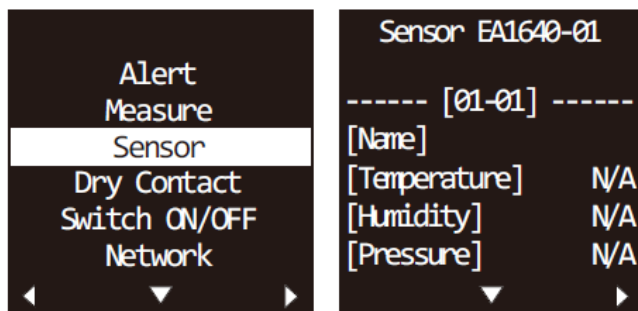 Alert
Measure
Sensor
Dry Contact
Switch ON/OFF
Network
Sensor EA1640-01
------ [01-01] ------
[Name]
[Temperature] N/A
[Humidity] N/A
[Pressure] N/A